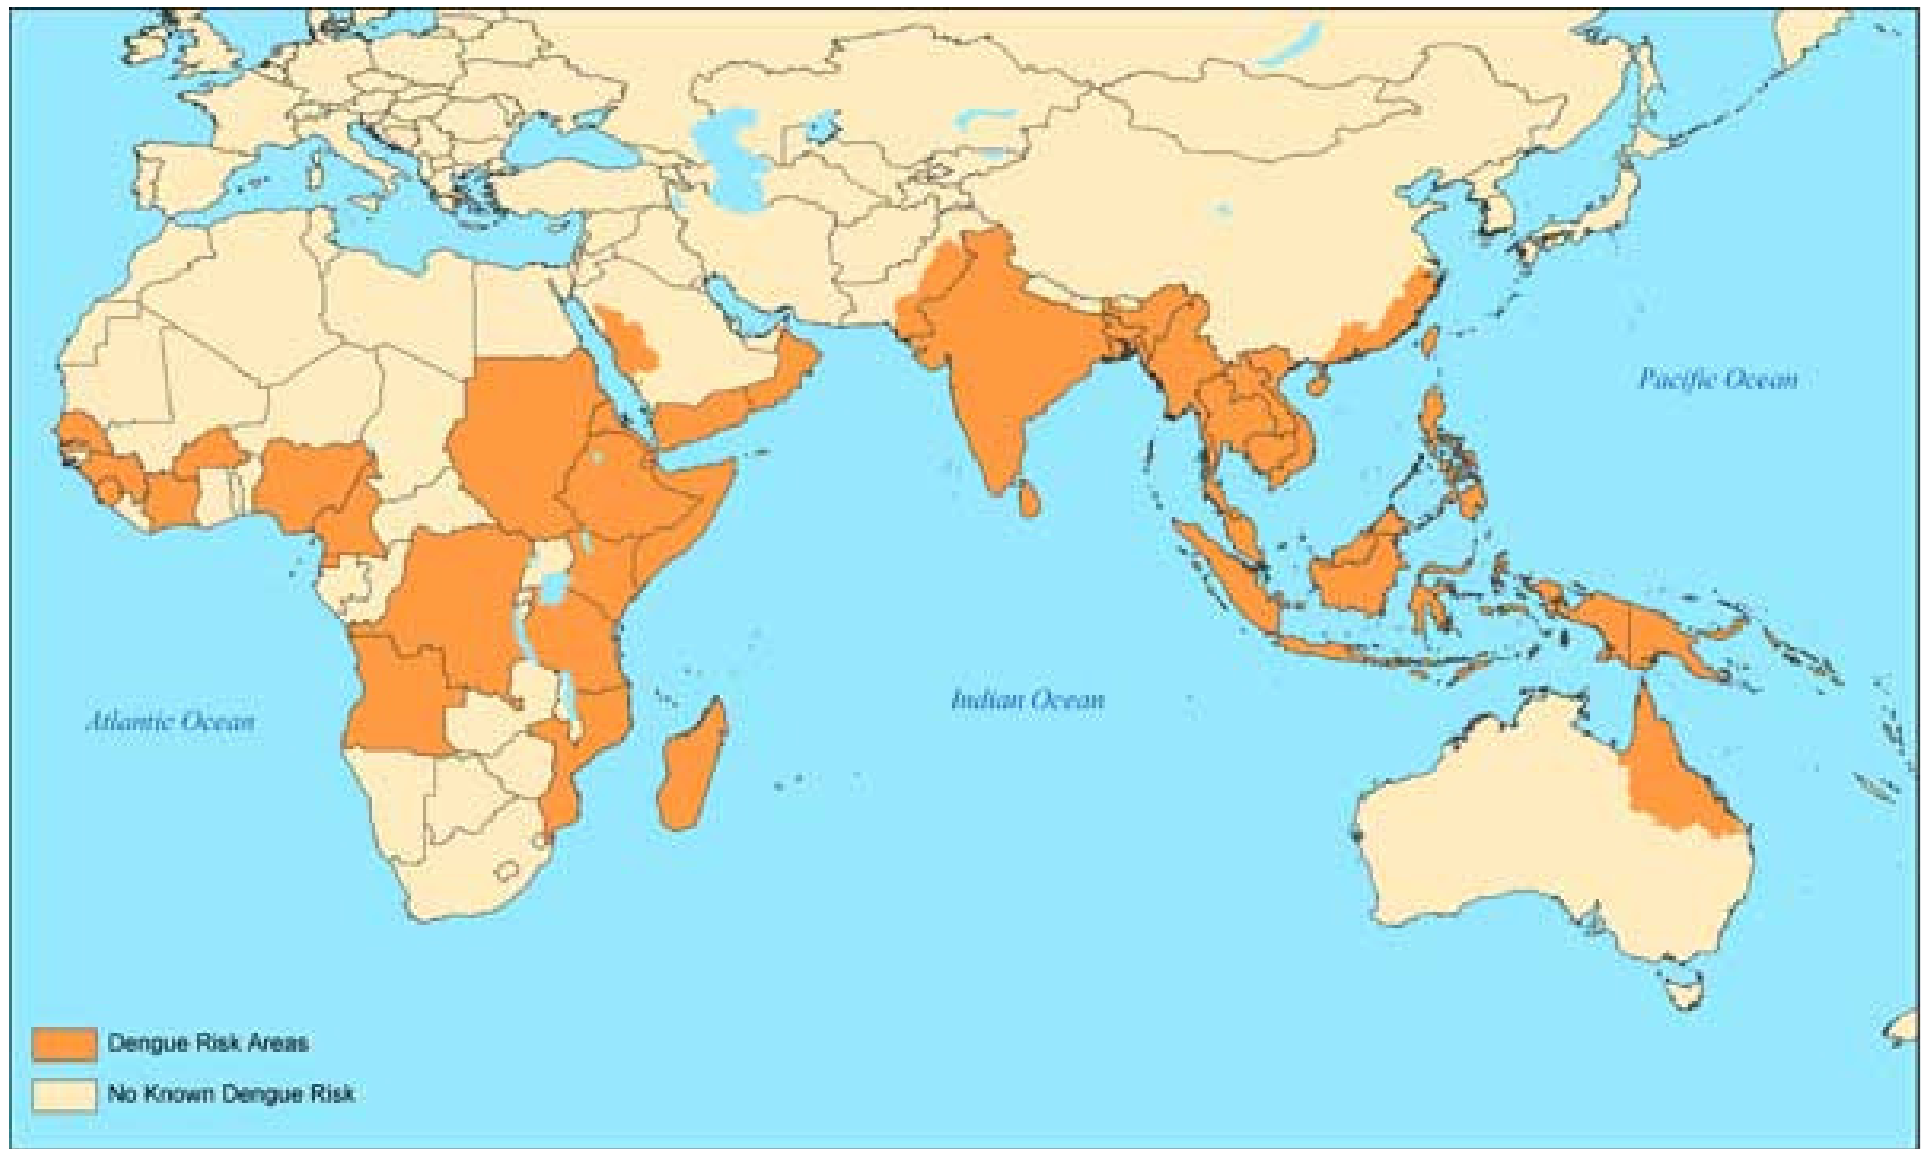 Pacific Ocean
Indian Ocean
Atlantic Ocean
Dengue Risk Areas
No Known Dengue Risk